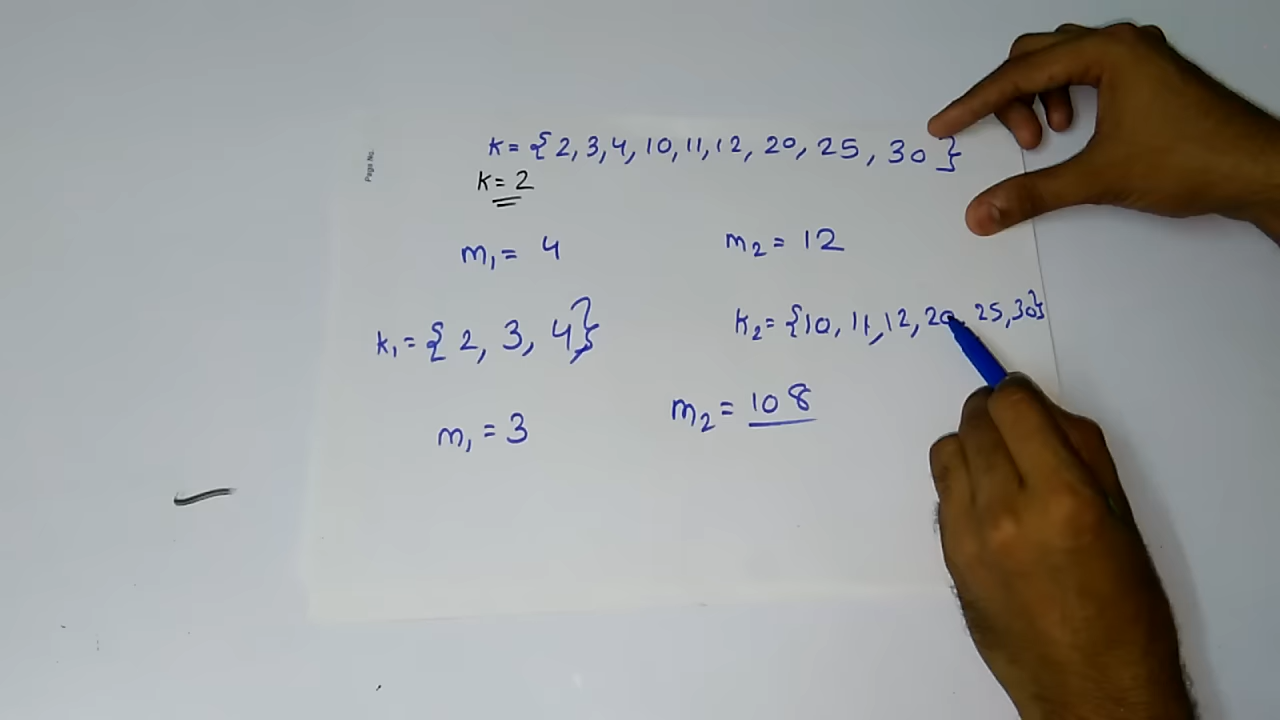 Page No.
K = {2, 3, 4, 10, 11, 12, 20, 25, 30}
K = 2
m₁ = 4
m₂ = 12
K₁ = {2, 3, 4}
K₂ = {10, 11, 12, 20, 25, 30}
m₁ = 3
m₂ = 108